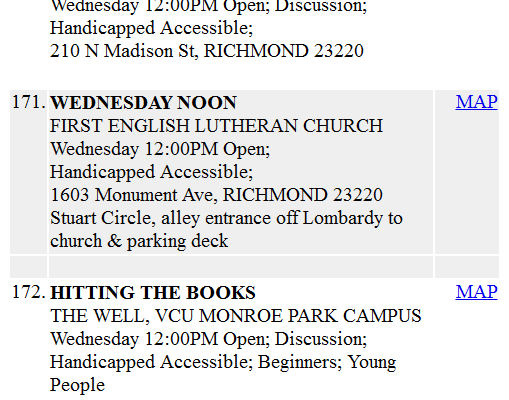 Wednesday 12:00PM Open; Discussion;
Handicapped Accessible;
210 N Madison St, RICHMOND 23220
171. WEDNESDAY NOON MAP
FIRST ENGLISH LUTHERAN CHURCH
Wednesday 12:00PM Open;
Handicapped Accessible;
1603 Monument Ave, RICHMOND 23220
Stuart Circle, alley entrance off Lombardy to
church & parking deck
172. HITTING THE BOOKS MAP
THE WELL, VCU MONROE PARK CAMPUS
Wednesday 12:00PM Open; Discussion;
Handicapped Accessible; Beginners; Young
People